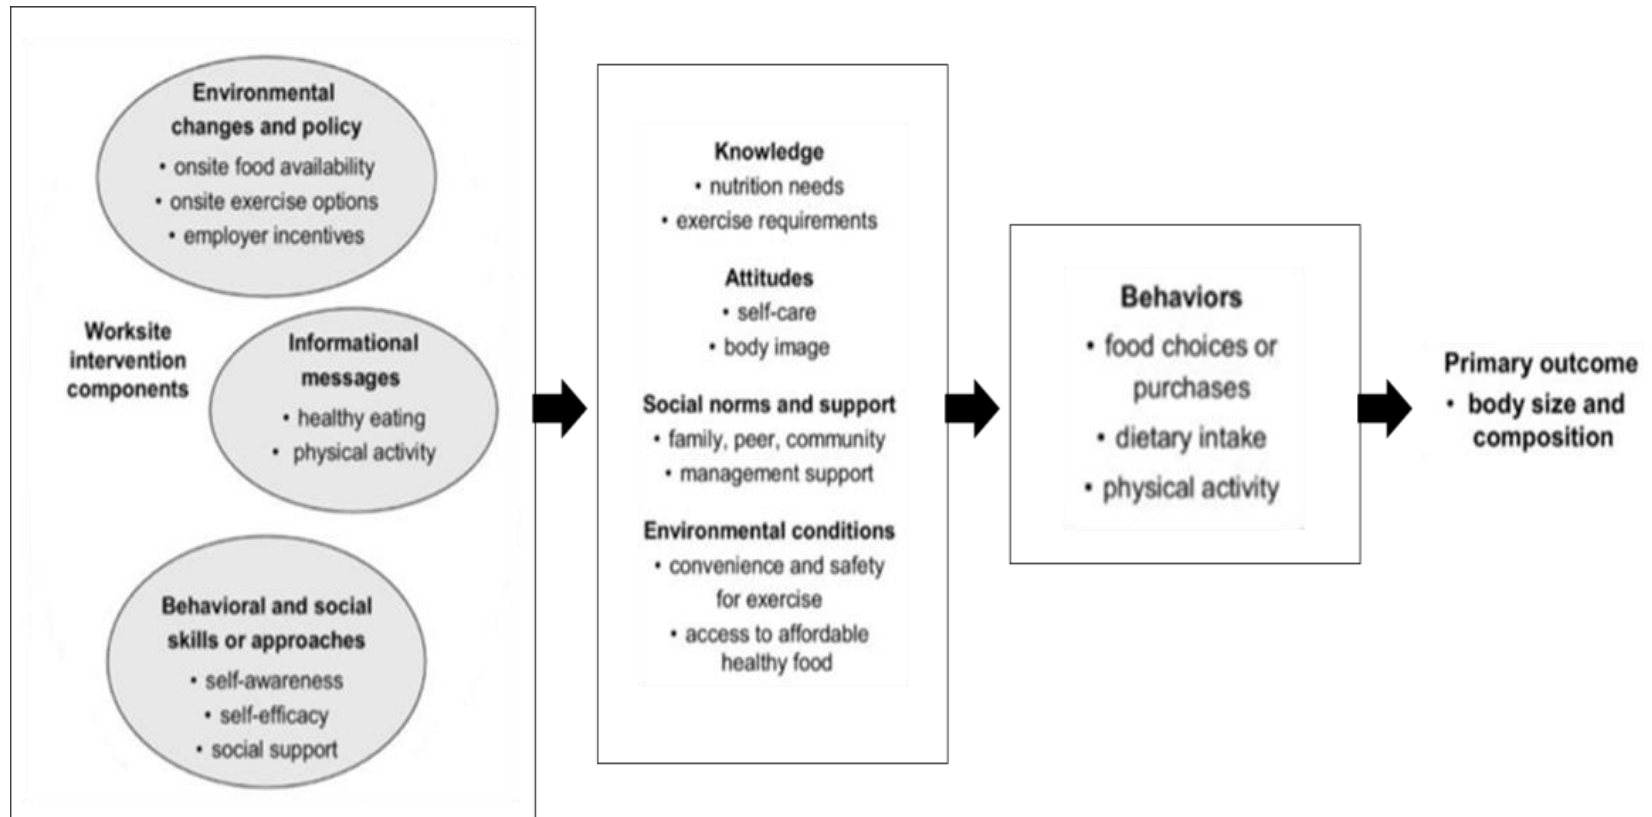 Environmental
changes and policy
• onsite food availability
• onsite exercise options
• employer incentives
Worksite
intervention
components
Informational
messages
• healthy eating
• physical activity
Behavioral and social
skills or approaches
• self-awareness
• self-efficacy
• social support
Knowledge
• nutrition needs
• exercise requirements
Attitudes
• self-care
• body image
Social norms and support
• family, peer, community
• management support
Environmental conditions
• convenience and safety
for exercise
• access to affordable
healthy food
Behaviors
• food choices or
purchases
• dietary intake
• physical activity
Primary outcome
• body size and
composition